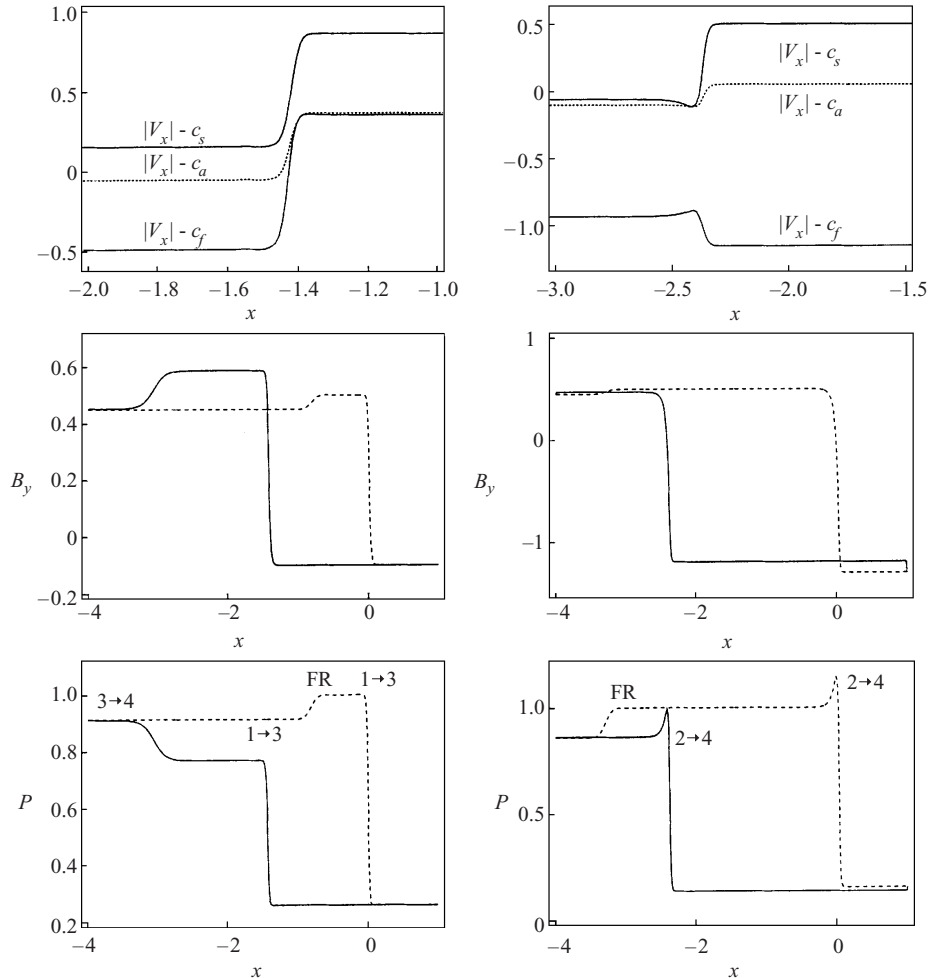 1.0
0.5
0
−0.5
|V_x| - c_s
|V_x| - c_a
|V_x| - c_f
−2.0 −1.8 −1.6 −1.4 −1.2 −1.0
x
0.5
0
−0.5
−1.0
|V_x| - c_s
|V_x| - c_a
|V_x| - c_f
−3.0 −2.5 −2.0 −1.5
x
0.6
0.4
0.2
0
−0.2
B_y
−4 −2 0
x
1
0
−1
B_y
−4 −2 0
x
1.0
0.8
0.6
0.4
0.2
P
3→4
FR
1→3
1→3
−4 −2 0
x
1.0
0.5
0
P
FR
2→4
2→4
−4 −2 0
x